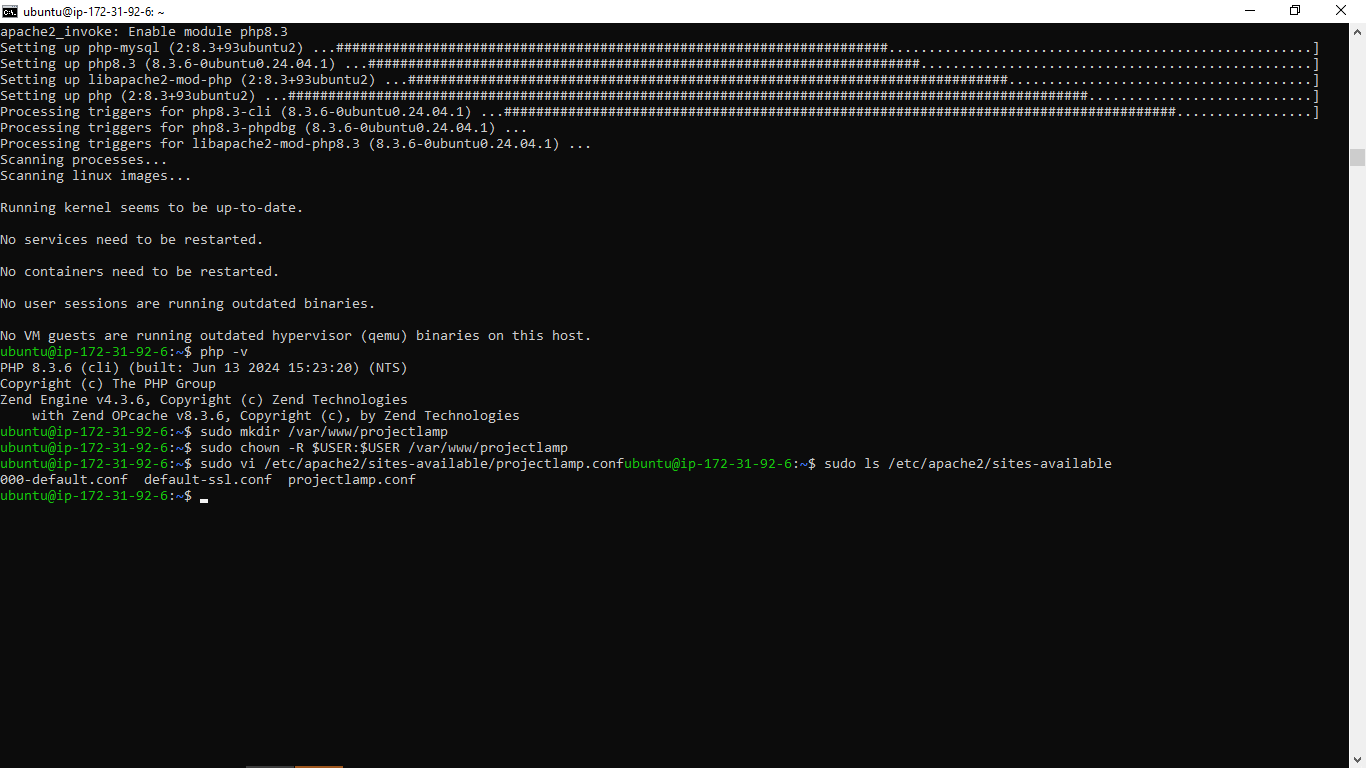 ubuntu@ip-172-31-92-6: ~
apache2_invoke: Enable module php8.3
Setting up php-mysql (2:8.3+93ubuntu2) ...#####################################################################.....................................................]
Setting up php8.3 (8.3.6-0ubuntu0.24.04.1) ...#####################################################################.................................................]
Setting up libapache2-mod-php (2:8.3+93ubuntu2) ...###########################################################################......................................]
Setting up php (2:8.3+93ubuntu2) ...####################################################################################################............................]
Processing triggers for php8.3-cli (8.3.6-0ubuntu0.24.04.1) ...####################################################################################.................]
Processing triggers for php8.3-phpdbg (8.3.6-0ubuntu0.24.04.1) ...
Processing triggers for libapache2-mod-php8.3 (8.3.6-0ubuntu0.24.04.1) ...
Scanning processes...
Scanning linux images...
Running kernel seems to be up-to-date.
No services need to be restarted.
No containers need to be restarted.
No user sessions are running outdated binaries.
No VM guests are running outdated hypervisor (qemu) binaries on this host.
ubuntu@ip-172-31-92-6:~$ php -v
PHP 8.3.6 (cli) (built: Jun 13 2024 15:23:20) (NTS)
Copyright (c) The PHP Group
Zend Engine v4.3.6, Copyright (c) Zend Technologies
    with Zend OPcache v8.3.6, Copyright (c), by Zend Technologies
ubuntu@ip-172-31-92-6:~$ sudo mkdir /var/www/projectlamp
ubuntu@ip-172-31-92-6:~$ sudo chown -R $USER:$USER /var/www/projectlamp
ubuntu@ip-172-31-92-6:~$ sudo vi /etc/apache2/sites-available/projectlamp.confubuntu@ip-172-31-92-6:~$ sudo ls /etc/apache2/sites-available
000-default.conf  default-ssl.conf  projectlamp.conf
ubuntu@ip-172-31-92-6:~$